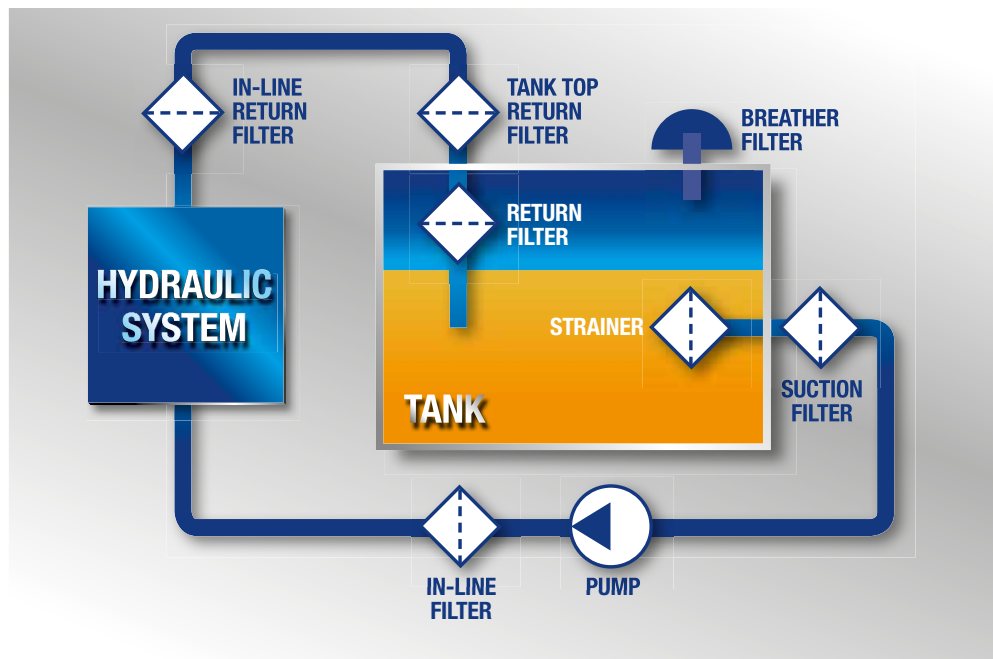 IN-LINE
RETURN
FILTER
TANK TOP
RETURN
FILTER
BREATHER
FILTER
RETURN
FILTER
HYDRAULIC
SYSTEM
STRAINER
SUCTION
FILTER
TANK
IN-LINE
FILTER
PUMP